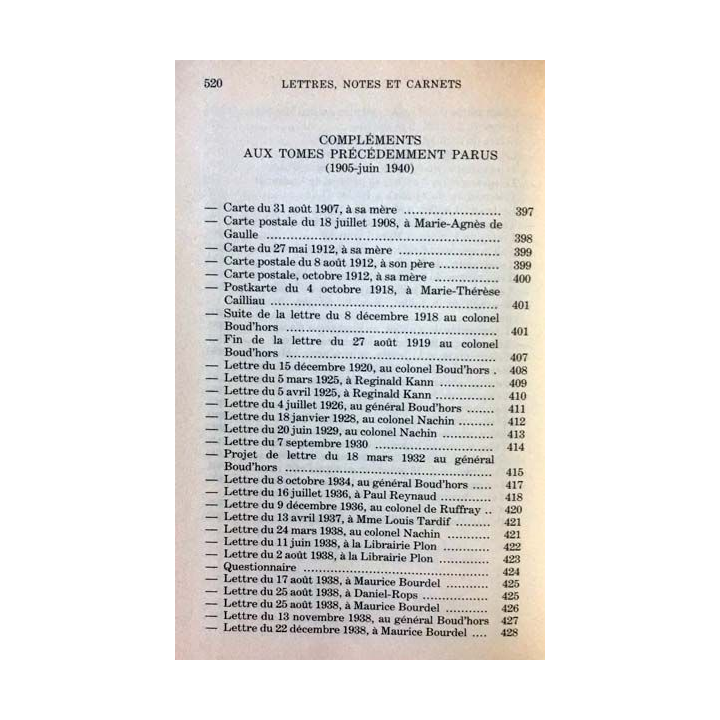 520 LETTRES, NOTES ET CARNETS
COMPLÉMENTS
AUX TOMES PRÉCÉDEMMENT PARUS
(1905-juin 1940)
— Carte du 31 août 1907, à sa mère ........................ 397
— Carte postale du 18 juillet 1908, à Marie-Agnès de
Gaulle .......................................................... 398
— Carte du 27 mai 1912, à sa mère ......................... 399
— Carte postale du 8 août 1912, à son père ............... 399
— Carte postale, octobre 1912, à sa mère ................ 400
— Postkarte du 4 octobre 1918, à Marie-Thérèse
Cailliau ......................................................... 401
— Suite de la lettre du 8 décembre 1918 au colonel
Boud'hors ..................................................... 401
— Fin de la lettre du 27 août 1919 au colonel
Boud'hors ..................................................... 407
— Lettre du 15 décembre 1920, au colonel Boud'hors . 408
— Lettre du 5 mars 1925, à Reginald Kann .............. 409
— Lettre du 5 avril 1925, à Reginald Kann ............... 410
— Lettre du 4 juillet 1926, au général Boud'hors ....... 411
— Lettre du 18 janvier 1928, au colonel Nachin ......... 412
— Lettre du 20 juin 1929, au colonel Nachin ............. 413
— Lettre du 7 septembre 1930 ............................. 414
— Projet de lettre du 18 mars 1932 au général
Boud'hors ..................................................... 415
— Lettre du 8 octobre 1934, au général Boud'hors ..... 417
— Lettre du 16 juillet 1936, à Paul Reynaud ............. 418
— Lettre du 9 décembre 1936, au colonel de Ruffray .. 420
— Lettre du 13 avril 1937, à Mme Louis Tardif .......... 421
— Lettre du 24 mars 1938, au colonel Nachin ............ 421
— Lettre du 11 juin 1938, à la Librairie Plon ............. 422
— Lettre du 2 août 1938, à la Librairie Plon .............. 423
— Questionnaire ................................................ 424
— Lettre du 17 août 1938, à Maurice Bourdel ............ 425
— Lettre du 25 août 1938, à Daniel-Rops .................. 425
— Lettre du 25 août 1938, à Maurice Bourdel ............ 426
— Lettre du 13 novembre 1938, au général Boud'hors 427
— Lettre du 22 décembre 1938, à Maurice Bourdel .... 428